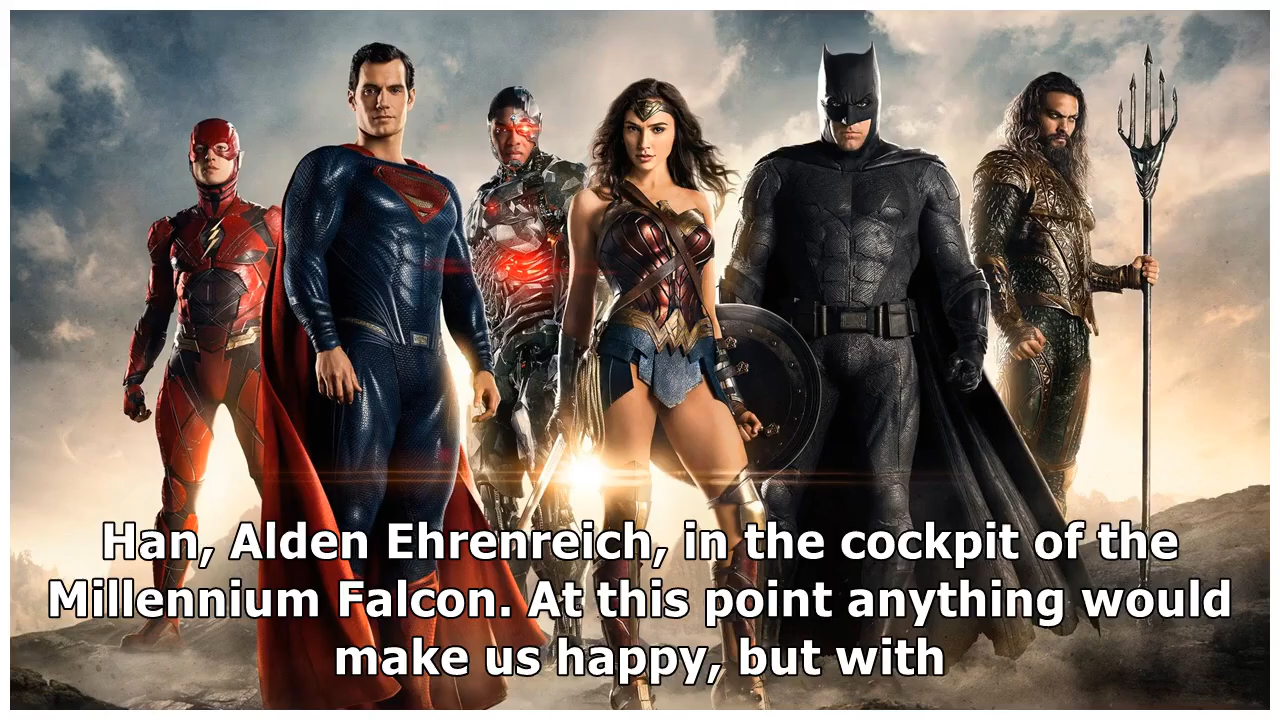 Han, Alden Ehrenreich, in the cockpit of the
Millennium Falcon. At this point anything would
make us happy, but with